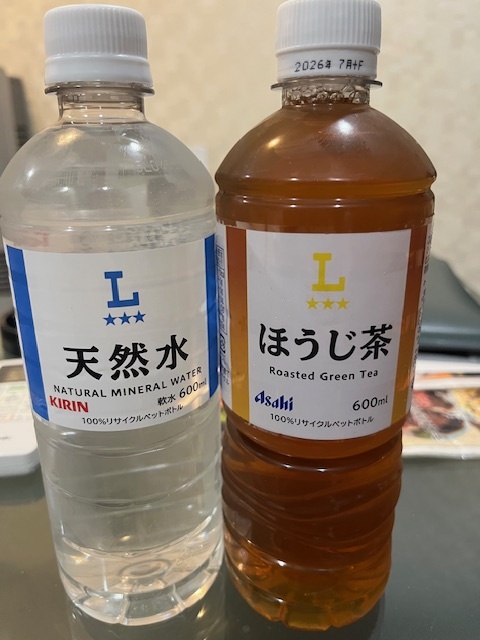 L
★★★
天然水
NATURAL MINERAL WATER
KIRIN
軟水 600ml
100%リサイクルペットボトル
2026年 7月+F
L
★★★
ほうじ茶
Roasted Green Tea
Asahi
600ml
100%リサイクルペットボトル